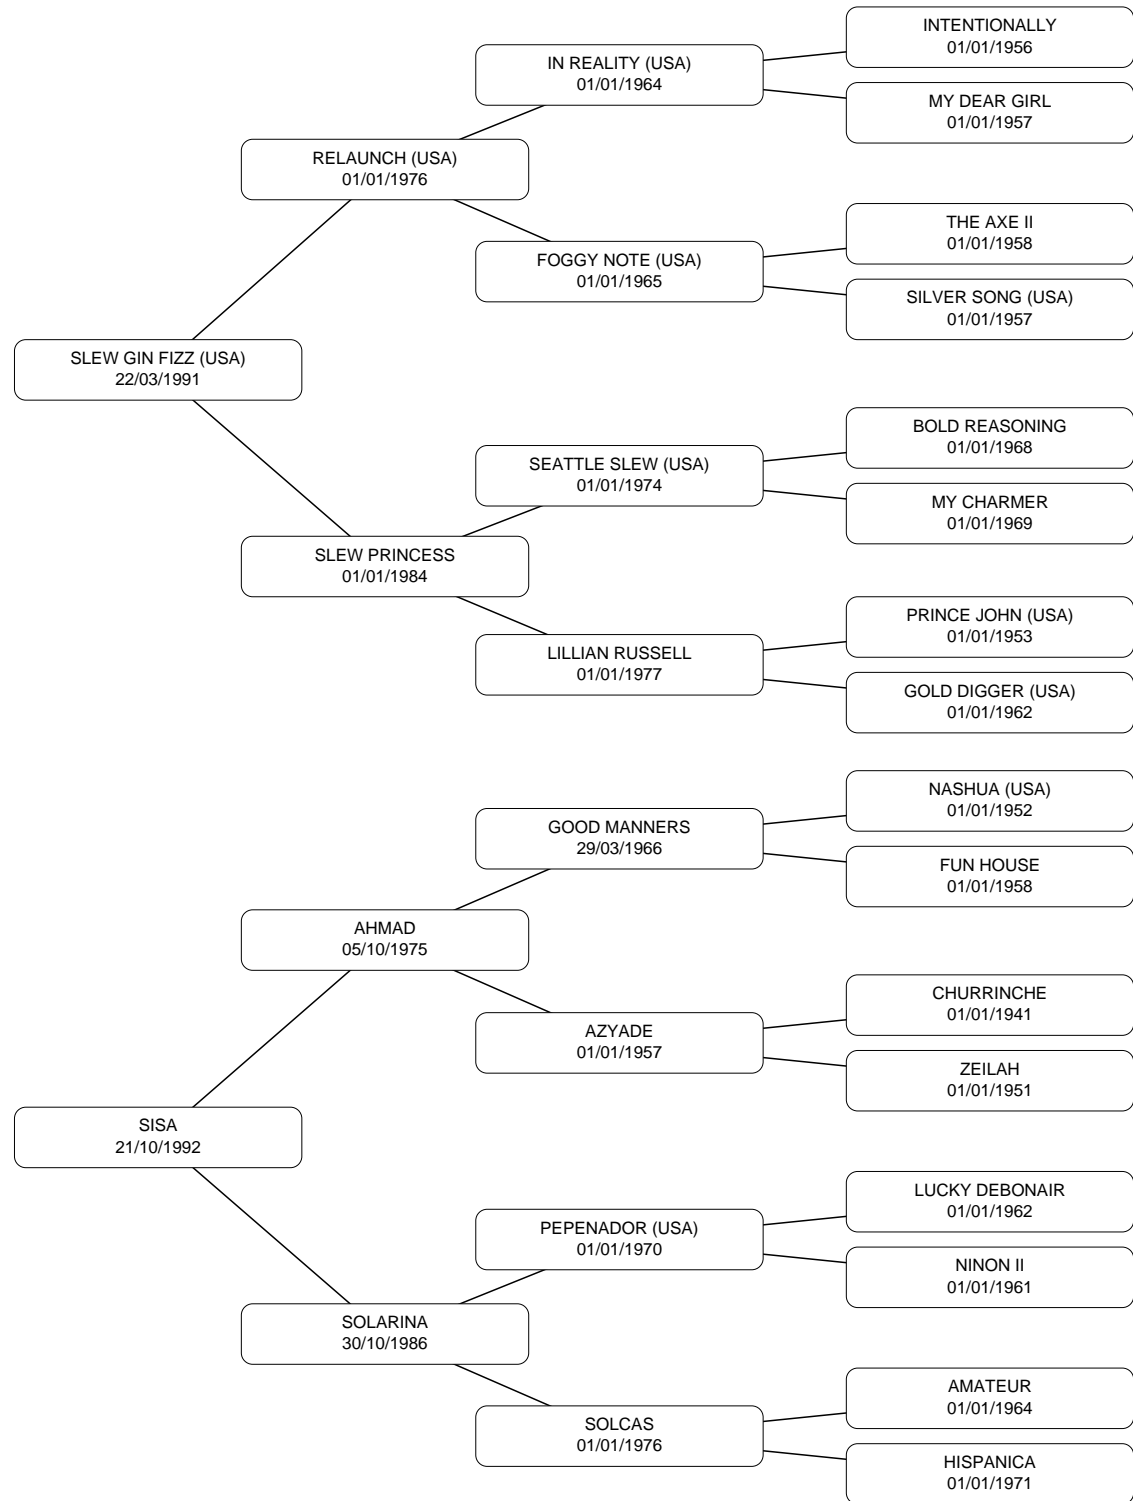 INTENTIONALLY
01/01/1956
IN REALITY (USA)
01/01/1964
MY DEAR GIRL
01/01/1957
RELAUNCH (USA)
01/01/1976
THE AXE II
01/01/1958
FOGGY NOTE (USA)
01/01/1965
SILVER SONG (USA)
01/01/1957
SLEW GIN FIZZ (USA)
22/03/1991
BOLD REASONING
01/01/1968
SEATTLE SLEW (USA)
01/01/1974
MY CHARMER
01/01/1969
SLEW PRINCESS
01/01/1984
PRINCE JOHN (USA)
01/01/1953
LILLIAN RUSSELL
01/01/1977
GOLD DIGGER (USA)
01/01/1962
NASHUA (USA)
01/01/1952
GOOD MANNERS
29/03/1966
FUN HOUSE
01/01/1958
AHMAD
05/10/1975
CHURRINCHE
01/01/1941
AZYADE
01/01/1957
ZEILAH
01/01/1951
SISA
21/10/1992
LUCKY DEBONAIR
01/01/1962
PEPENADOR (USA)
01/01/1970
NINON II
01/01/1961
SOLARINA
30/10/1986
AMATEUR
01/01/1964
SOLCAS
01/01/1976
HISPANICA
01/01/1971